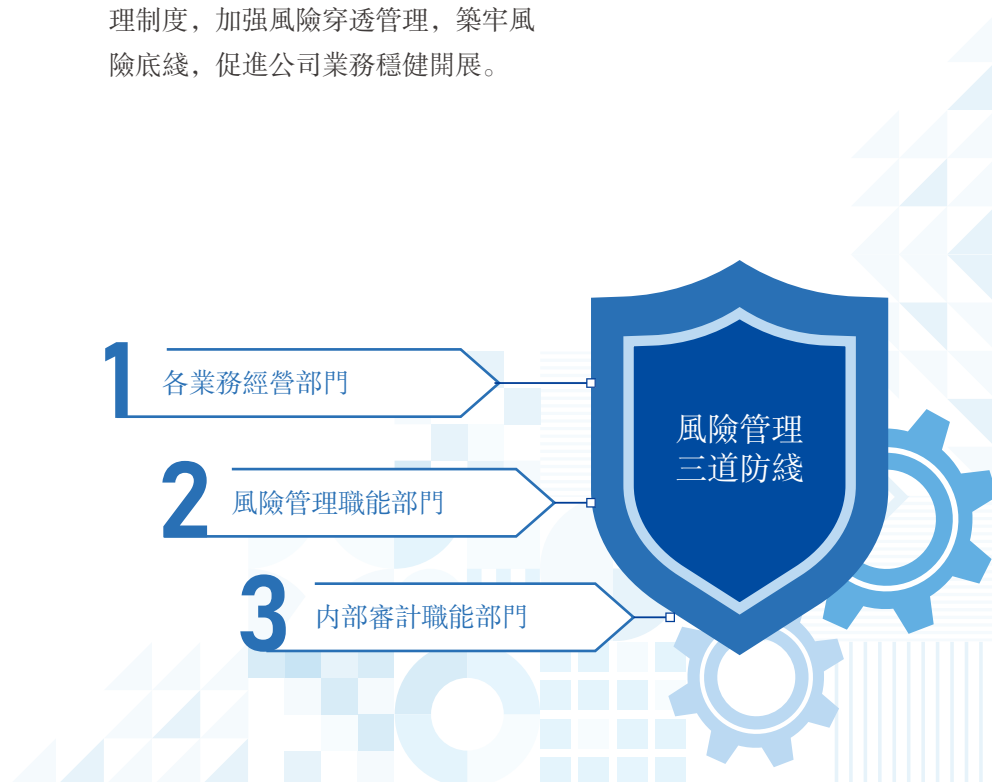 理制度，加强風險穿透管理，築牢風
險底綫，促進公司業務穩健開展。
1
各業務經營部門
風險管理
三道防綫
2
風險管理職能部門
3
内部審計職能部門